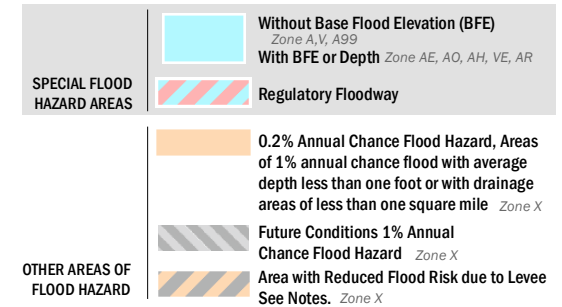 Without Base Flood Elevation (BFE)
Zone A,V, A99
With BFE or Depth Zone AE, AO, AH, VE, AR
SPECIAL FLOOD
HAZARD AREAS
Regulatory Floodway
0.2% Annual Chance Flood Hazard, Areas
of 1% annual chance flood with average
depth less than one foot or with drainage
areas of less than one square mile Zone X
Future Conditions 1% Annual
Chance Flood Hazard Zone X
OTHER AREAS OF
FLOOD HAZARD
Area with Reduced Flood Risk due to Levee
See Notes. Zone X